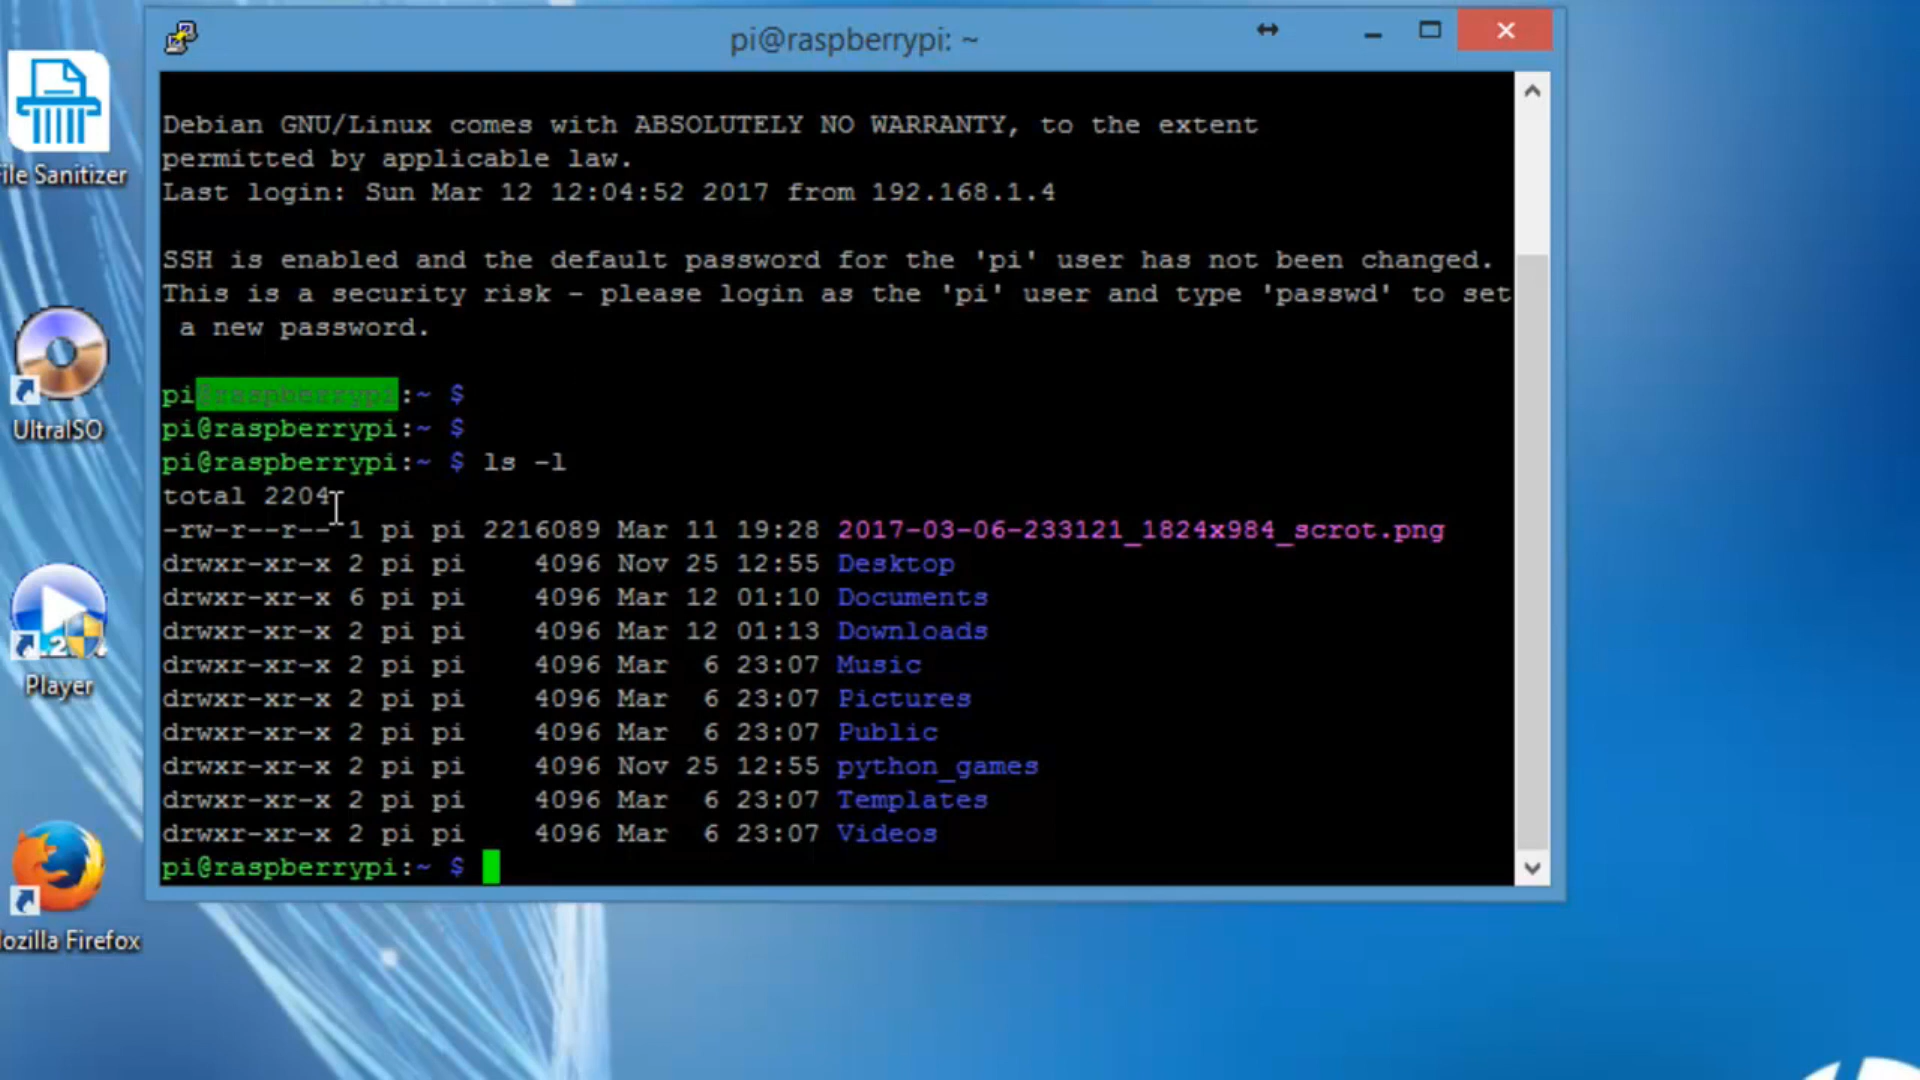 pi@raspberrypi: ~
Debian GNU/Linux comes with ABSOLUTELY NO WARRANTY, to the extent
permitted by applicable law.
Last login: Sun Mar 12 12:04:52 2017 from 192.168.1.4
SSH is enabled and the default password for the 'pi' user has not been changed.
This is a security risk - please login as the 'pi' user and type 'passwd' to set
a new password.
pi@raspberrypi:~ $
pi@raspberrypi:~ $
pi@raspberrypi:~ $ ls -l
total 2204
-rw-r--r-- 1 pi pi 2216089 Mar 11 19:28 2017-03-06-233121_1824x984_scrot.png
drwxr-xr-x 2 pi pi 4096 Nov 25 12:55 Desktop
drwxr-xr-x 6 pi pi 4096 Mar 12 01:10 Documents
drwxr-xr-x 2 pi pi 4096 Mar 12 01:13 Downloads
drwxr-xr-x 2 pi pi 4096 Mar 6 23:07 Music
drwxr-xr-x 2 pi pi 4096 Mar 6 23:07 Pictures
drwxr-xr-x 2 pi pi 4096 Mar 6 23:07 Public
drwxr-xr-x 2 pi pi 4096 Nov 25 12:55 python_games
drwxr-xr-x 2 pi pi 4096 Mar 6 23:07 Templates
drwxr-xr-x 2 pi pi 4096 Mar 6 23:07 Videos
pi@raspberrypi:~ $
ile Sanitizer
UltraISO
Player
ozilla Firefox